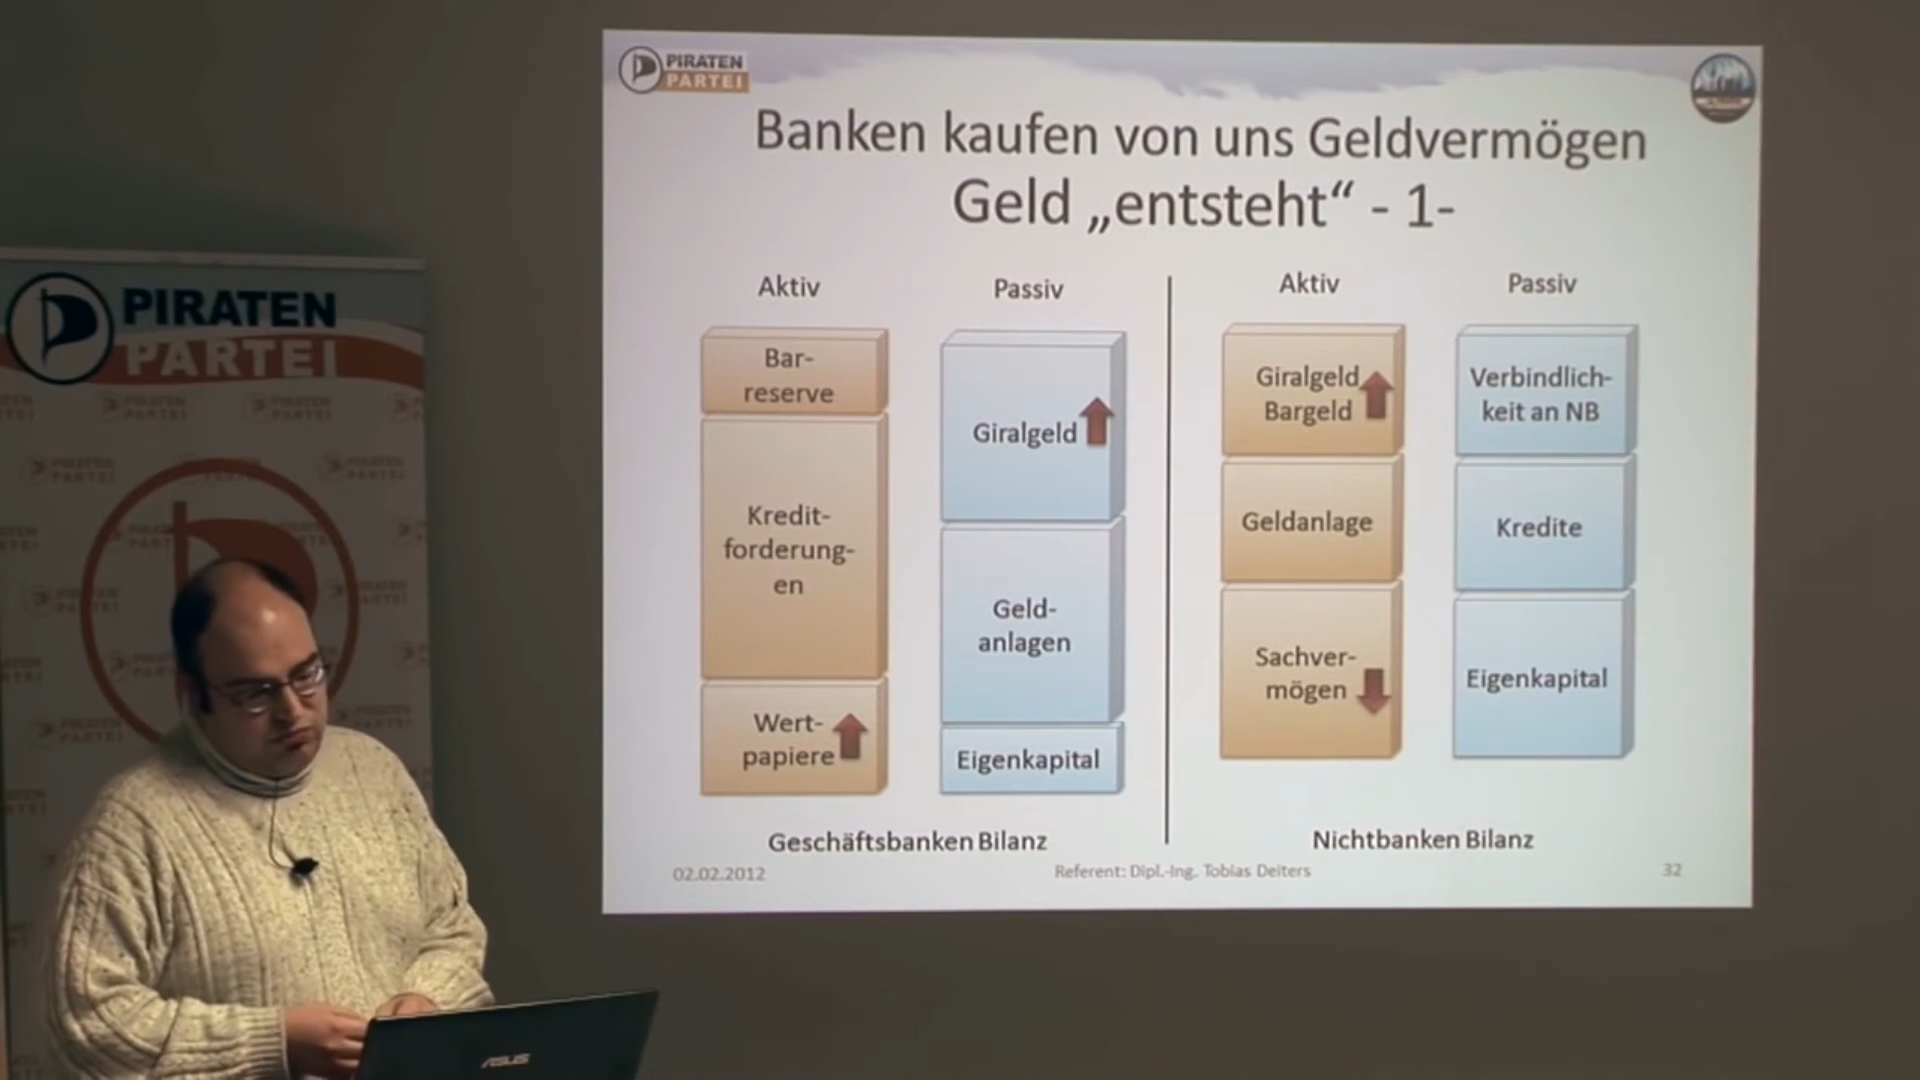 PIRATEN
PARTEI
Banken kaufen von uns Geldvermögen
Geld „entsteht“ - 1-
Aktiv
Passiv
Aktiv
Passiv
Bar-
reserve
Kredit-
forderung-
en
Wert-
papiere
Giralgeld
Geld-
anlagen
Eigenkapital
Giralgeld
Bargeld
Geldanlage
Sachver-
mögen
Verbindlich-
keit an NB
Kredite
Eigenkapital
Geschäftsbanken Bilanz
Nichtbanken Bilanz
02.02.2012
Referent: Dipl.-Ing. Tobias Deiters
32
PIRATEN
PARTEI
ASUS